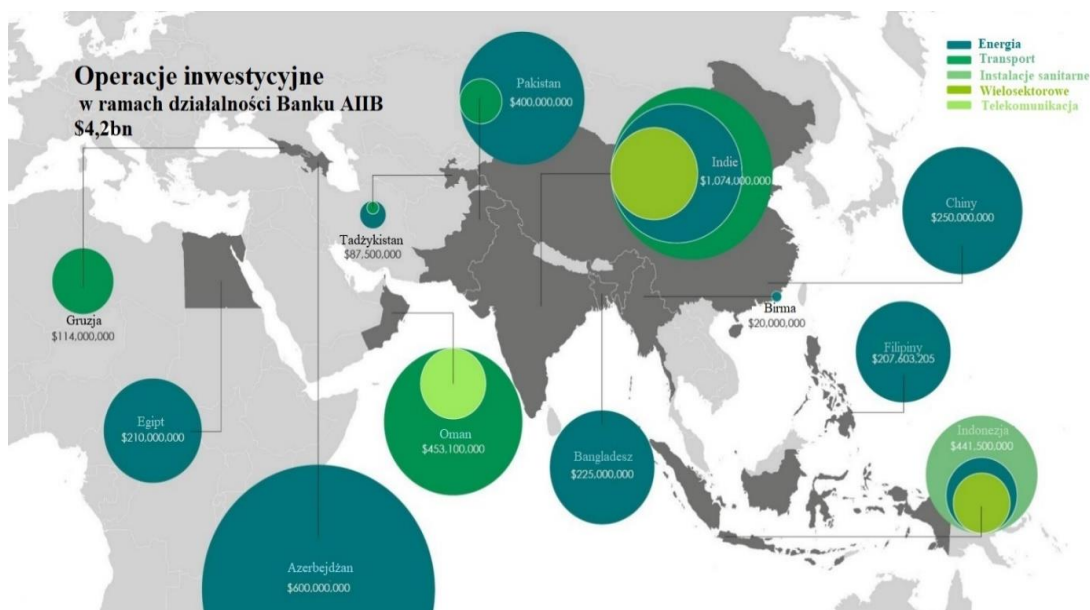 Operacje inwestycyjne
w ramach działalności Banku AIIB
$4,2bn
Energia
Transport
Instalacje sanitarne
Wielosektorowe
Telekomunikacja
Pakistan
$400,000,000
Indie
$1,074,000,000
Chiny
$250,000,000
Tadżykistan
$87,500,000
Gruzja
$114,000,000
Birma
$20,000,000
Filipiny
$207,603,205
Egipt
$210,000,000
Oman
$453,100,000
Bangladesz
$225,000,000
Indonezja
$441,500,000
Azerbejdżan
$600,000,000